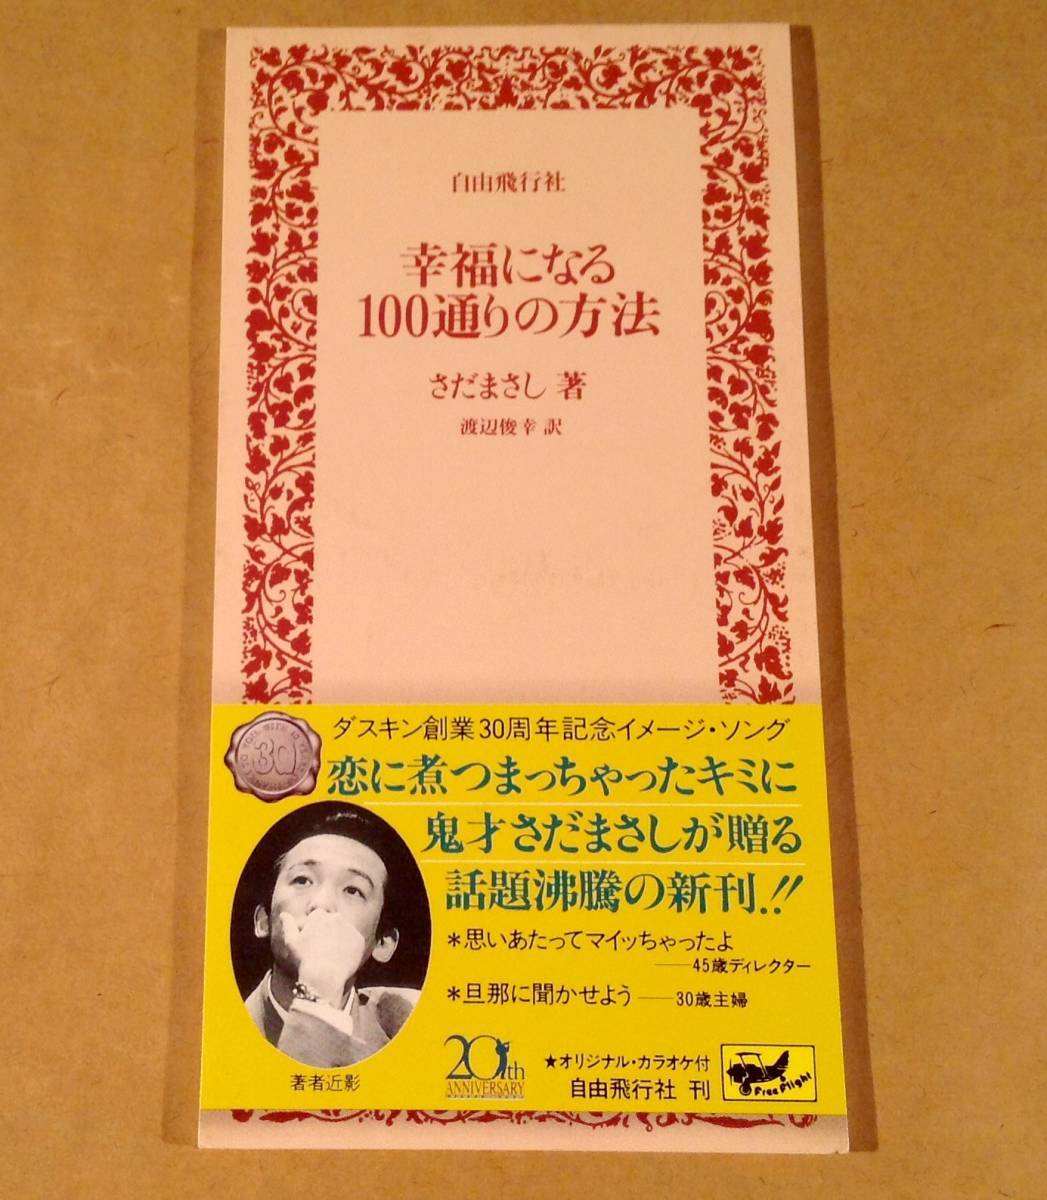 自由飛行社
幸福になる
100通りの方法
さだまさし 著
渡辺俊幸 訳
ダスキン創業30周年記念イメージ・ソング
30
恋に煮つまっちゃったキミに
鬼才さだまさしが贈る
話題沸騰の新刊.!!
＊思いあたってマイッちゃったよ
──45歳ディレクター
＊旦那に聞かせよう──30歳主婦
著者近影
20th
ANNIVERSARY
★オリジナル・カラオケ付
自由飛行社 刊
Free Flight